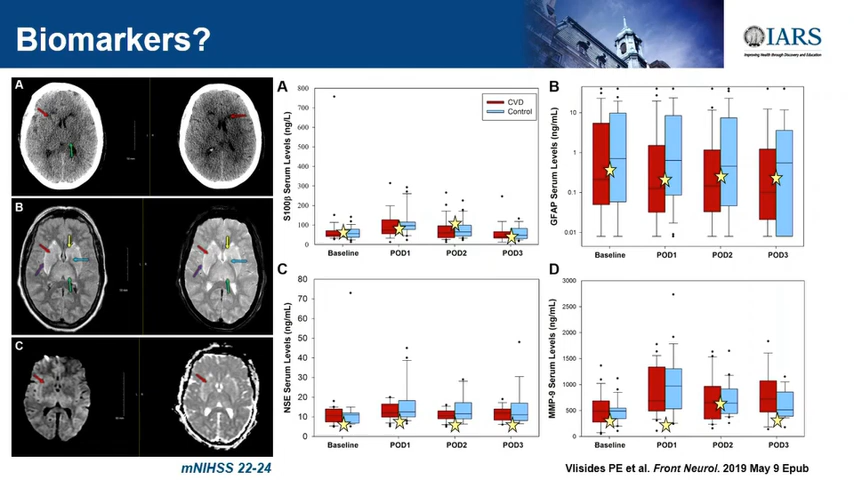 Biomarkers?
IARS
Improving Health through Discovery and Education
A
B
C
mNIHSS 22-24
A
S100β Serum Levels (ng/L)
800
700
600
500
400
300
200
100
0
CVD
Control
Baseline POD1 POD2 POD3
B
GFAP Serum Levels (ng/mL)
10
1
0.1
.01
Baseline POD1 POD2 POD3
C
NSE Serum Levels (ng/mL)
80
70
60
50
40
30
20
10
0
Baseline POD1 POD2 POD3
D
MMP-9 Serum Levels (ng/mL)
3000
2500
2000
1500
1000
500
0
Baseline POD1 POD2 POD3
Vlisides PE et al. Front Neurol. 2019 May 9 Epub